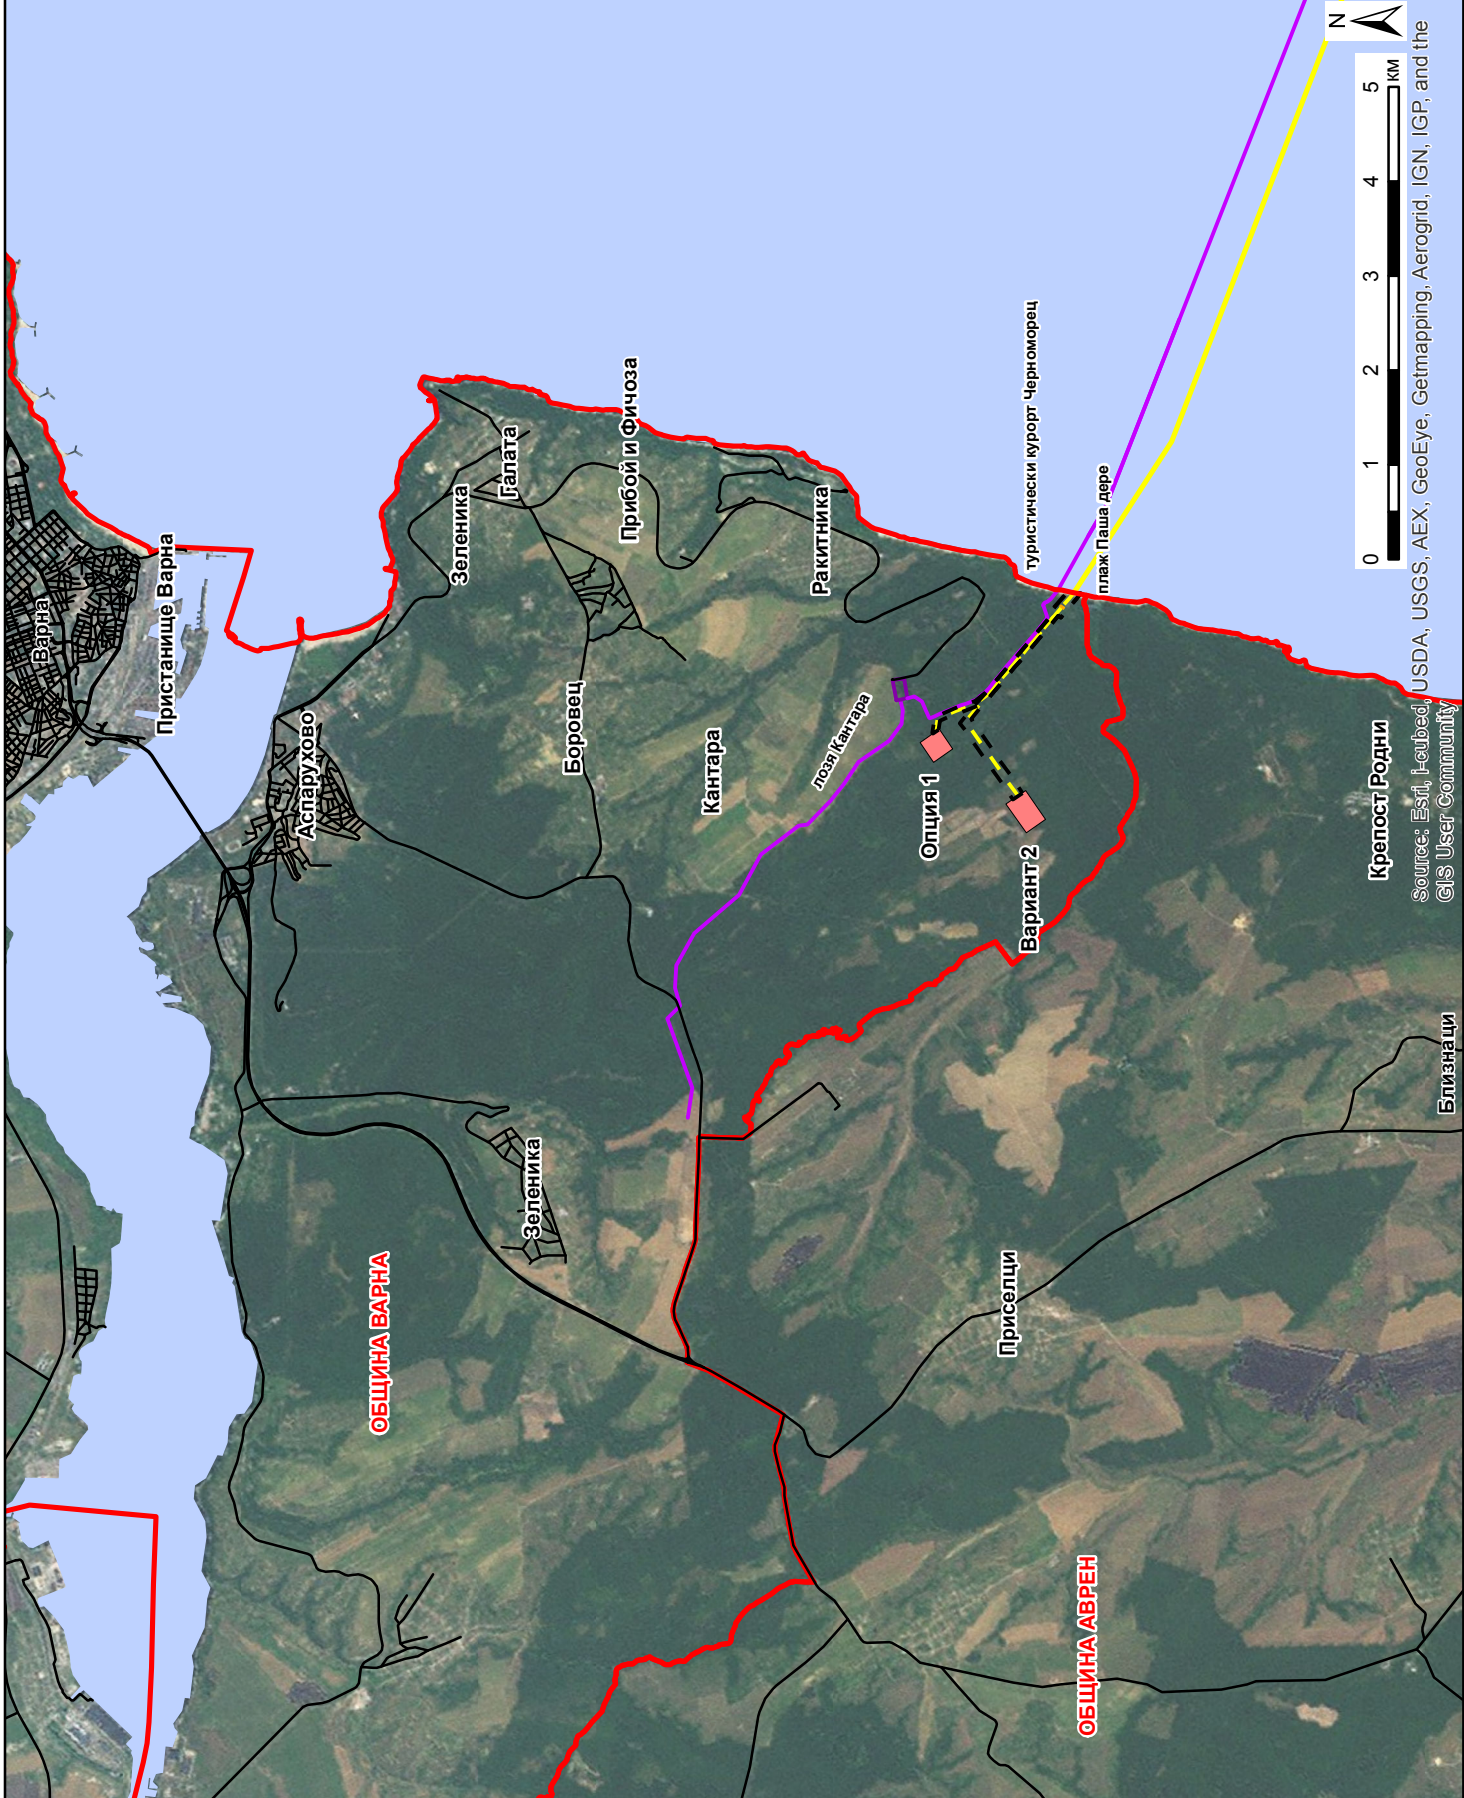 Варна
Пристанище Варна
Аспарухово
Зеленика
Галата
Боровец
Прибой и Фичоза
Кантара
Ракитника
лозя Кантара
Опция 1
Вариант 2
туристически курорт Черноморец
плаж Паша дере
Зеленика
ОБЩИНА ВАРНА
Приселци
ОБЩИНА АВРЕН
Крепост Родни
Близнаци
N
0 1 2 3 4 5
км
Source: Esri, i-cubed, USDA, USGS, AEX, GeoEye, Getmapping, Aerogrid, IGN, IGP, and the
GIS User Community